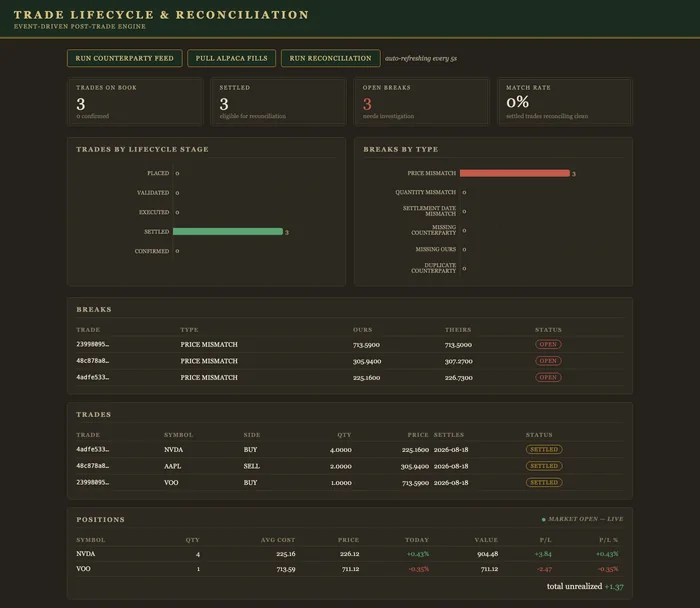 TRADE LIFECYCLE & RECONCILIATION
EVENT-DRIVEN POST-TRADE ENGINE
RUN COUNTERPARTY FEED PULL ALPACA FILLS RUN RECONCILIATION auto-refreshing every 5s
TRADES ON BOOK SETTLED OPEN BREAKS MATCH RATE
3 3 3 0%
0 confirmed eligible for reconciliation needs investigation settled trades reconciling clean
TRADES BY LIFECYCLE STAGE
PLACED 0
VALIDATED 0
EXECUTED 0
SETTLED 3
CONFIRMED 0
BREAKS BY TYPE
PRICE MISMATCH 3
QUANTITY MISMATCH 0
SETTLEMENT DATE
MISMATCH 0
MISSING
COUNTERPARTY 0
MISSING OURS 0
DUPLICATE
COUNTERPARTY 0
BREAKS
TRADE TYPE OURS THEIRS STATUS
23998095… PRICE MISMATCH 713.5900 713.5000 OPEN
48c878a8… PRICE MISMATCH 305.9400 307.2700 OPEN
4adfe533… PRICE MISMATCH 225.1600 226.7300 OPEN
TRADES
TRADE SYMBOL SIDE QTY PRICE SETTLES STATUS
4adfe533… NVDA BUY 4.0000 225.1600 2026-08-18 SETTLED
48c878a8… AAPL SELL 2.0000 305.9400 2026-08-18 SETTLED
23998095… VOO BUY 1.0000 713.5900 2026-08-18 SETTLED
POSITIONS MARKET OPEN — LIVE
SYMBOL QTY AVG COST PRICE TODAY VALUE P/L P/L %
NVDA 4 225.16 226.12 +0.43% 904.48 +3.84 +0.43%
VOO 1 713.59 711.12 -0.35% 711.12 -2.47 -0.35%
total unrealized +1.37